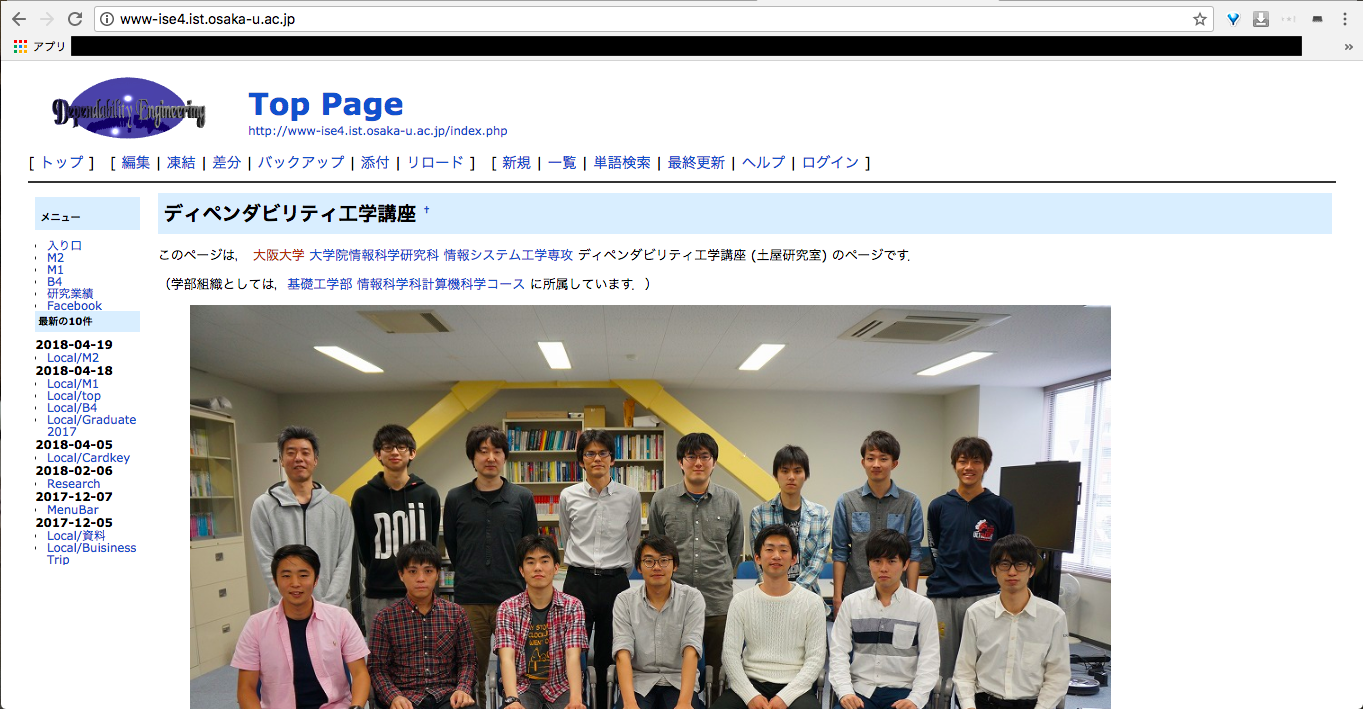 www-ise4.ist.osaka-u.ac.jp
アプリ
»
Dependability Engineering
Top Page
http://www-ise4.ist.osaka-u.ac.jp/index.php
[ トップ ] [ 編集 | 凍結 | 差分 | バックアップ | 添付 | リロード ] [ 新規 | 一覧 | 単語検索 | 最終更新 | ヘルプ | ログイン ]
メニュー
入り口
M2
M1
B4
研究業績
Facebook
最新の10件
2018-04-19
Local/M2
2018-04-18
Local/M1
Local/top
Local/B4
Local/Graduate
2017
2018-04-05
Local/Cardkey
2018-02-06
Research
2017-12-07
MenuBar
2017-12-05
Local/資料
Local/Buisiness
Trip
ディペンダビリティ工学講座 †
このページは， 大阪大学 大学院情報科学研究科 情報システム工学専攻 ディペンダビリティ工学講座 (土屋研究室) のページです．
（学部組織としては，基礎工学部 情報科学科計算機科学コース に所属しています．）